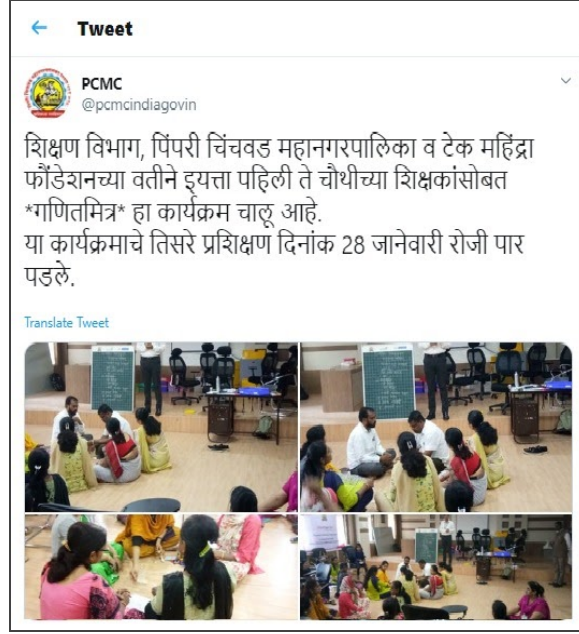 Tweet
PCMC
@pcmcindiagovin
शिक्षण विभाग, पिंपरी चिंचवड महानगरपालिका व टेक महिंद्रा
फौंडेशनच्या वतीने इयत्ता पहिली ते चौथीच्या शिक्षकांसोबत
*गणितमित्र* हा कार्यक्रम चालू आहे.
या कार्यक्रमाचे तिसरे प्रशिक्षण दिनांक 28 जानेवारी रोजी पार
पडले.
Translate Tweet